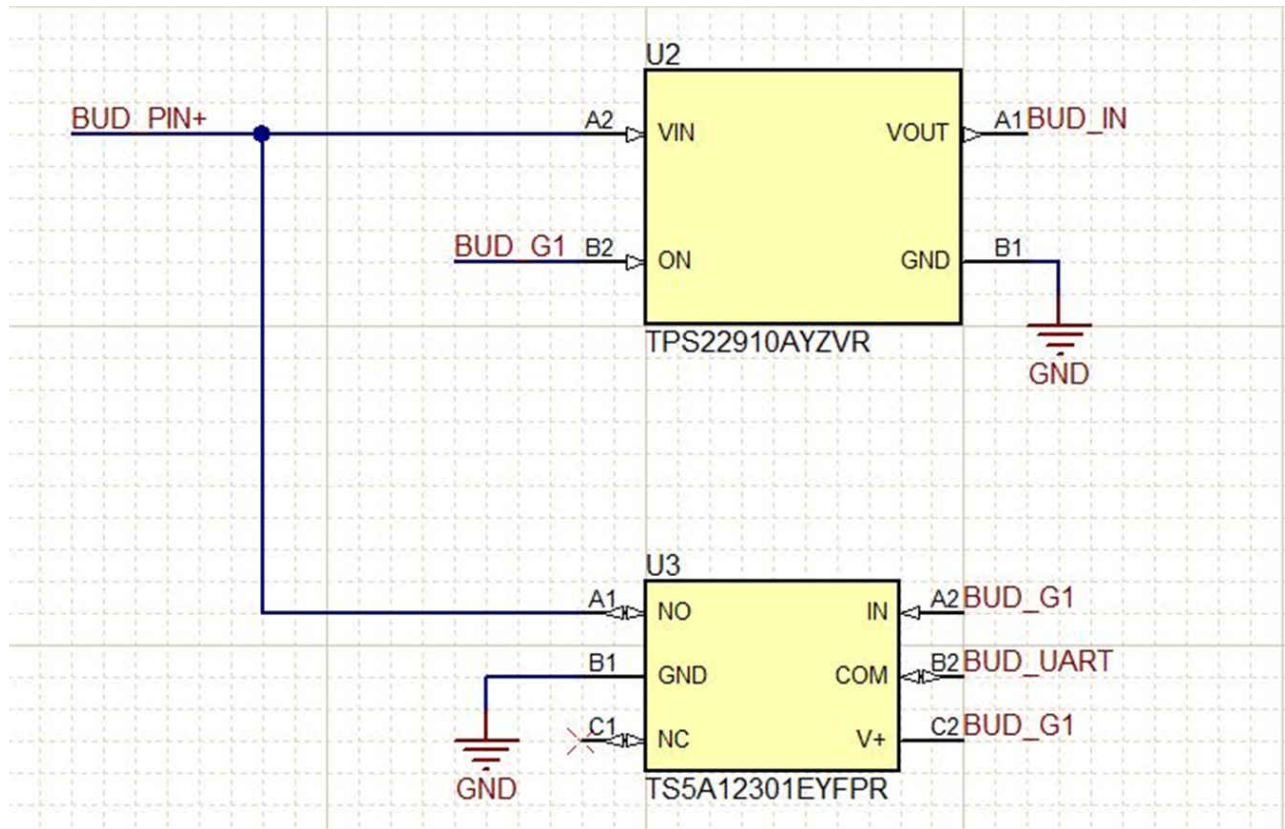 U2
BUD_PIN+
A2
VIN
VOUT
A1
BUD_IN
BUD_G1
B2
ON
GND
B1
TPS22910AYZVR
GND
U3
A1
NO
IN
A2
BUD_G1
B1
GND
COM
B2
BUD_UART
C1
NC
V+
C2
BUD_G1
GND
TS5A12301EYFPR